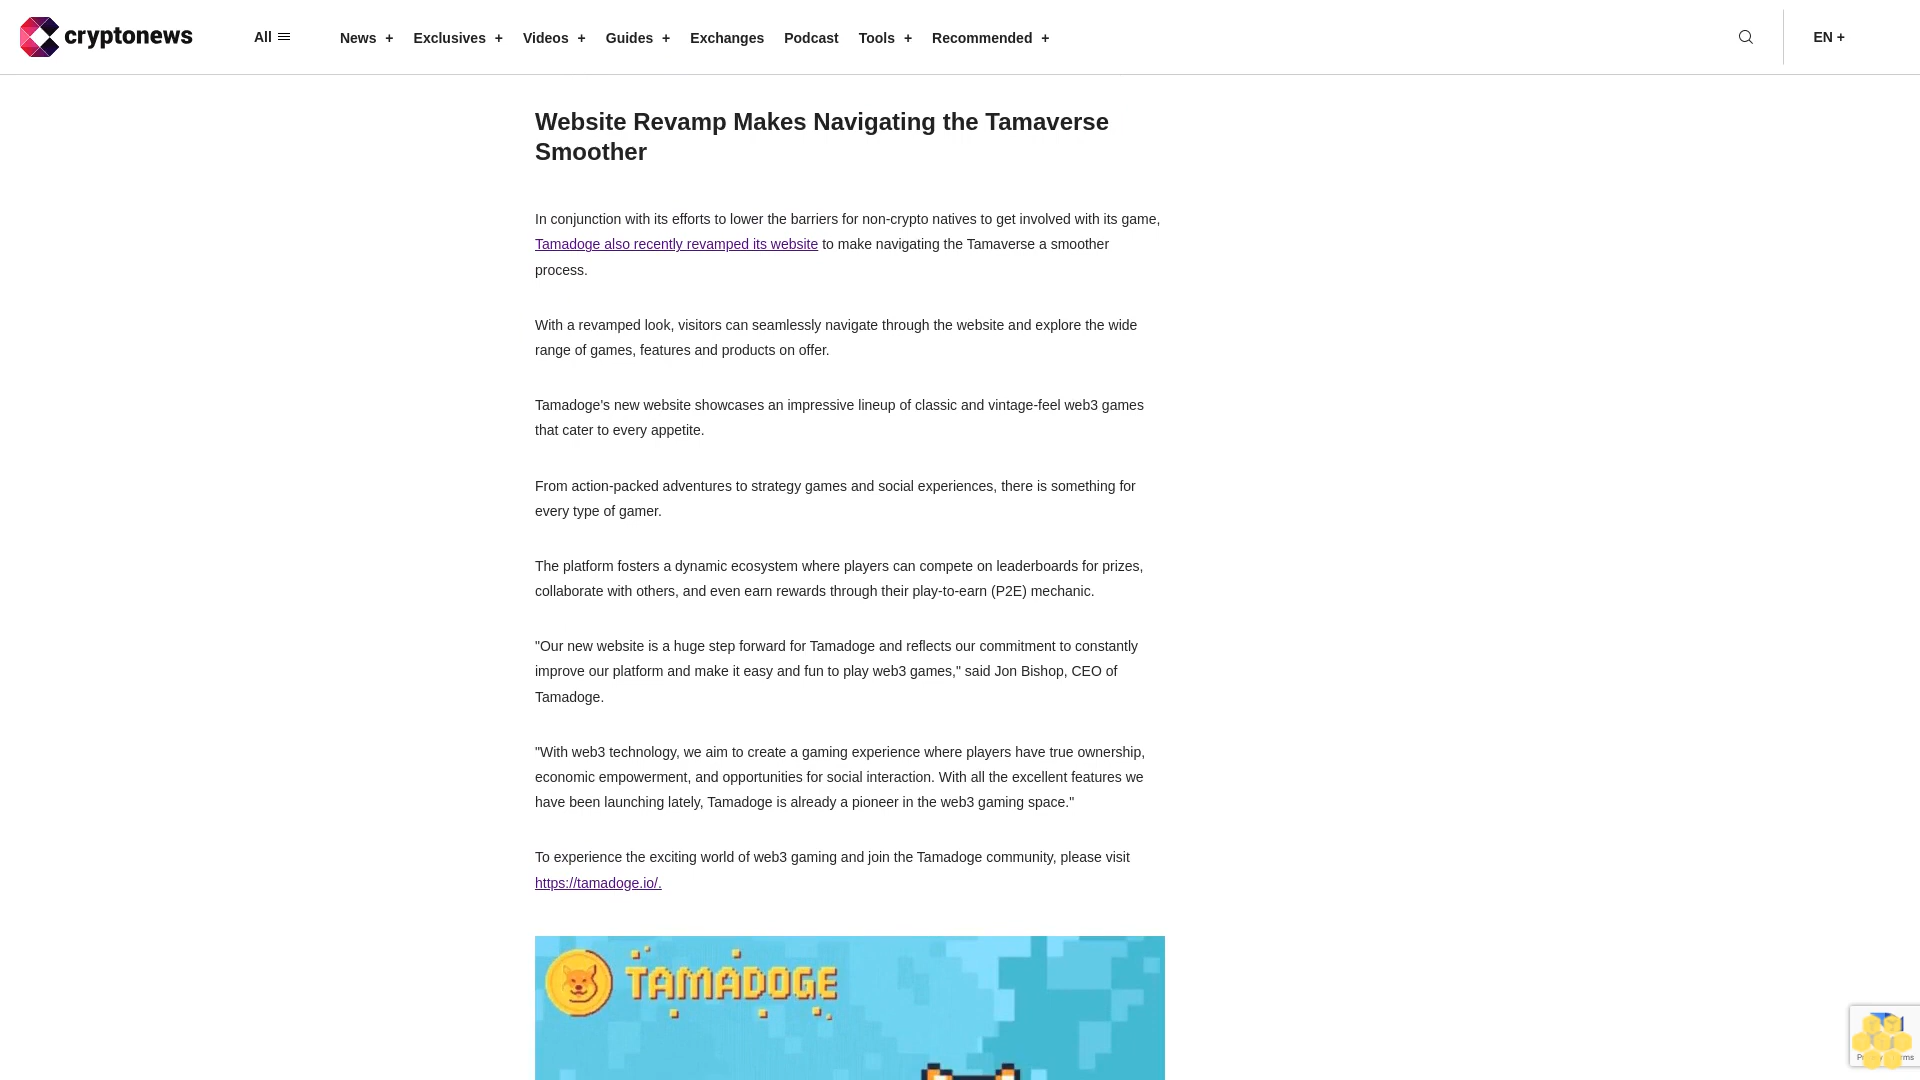 cryptonews
All
News +
Exclusives +
Videos +
Guides +
Exchanges
Podcast
Tools +
Recommended +
EN +
Website Revamp Makes Navigating the Tamaverse
Smoother
In conjunction with its efforts to lower the barriers for non-crypto natives to get involved with its game,
Tamadoge also recently revamped its website to make navigating the Tamaverse a smoother
process.
With a revamped look, visitors can seamlessly navigate through the website and explore the wide
range of games, features and products on offer.
Tamadoge's new website showcases an impressive lineup of classic and vintage-feel web3 games
that cater to every appetite.
From action-packed adventures to strategy games and social experiences, there is something for
every type of gamer.
The platform fosters a dynamic ecosystem where players can compete on leaderboards for prizes,
collaborate with others, and even earn rewards through their play-to-earn (P2E) mechanic.
"Our new website is a huge step forward for Tamadoge and reflects our commitment to constantly
improve our platform and make it easy and fun to play web3 games," said Jon Bishop, CEO of
Tamadoge.
"With web3 technology, we aim to create a gaming experience where players have true ownership,
economic empowerment, and opportunities for social interaction. With all the excellent features we
have been launching lately, Tamadoge is already a pioneer in the web3 gaming space."
To experience the exciting world of web3 gaming and join the Tamadoge community, please visit
https://tamadoge.io/.
TAMADOGE